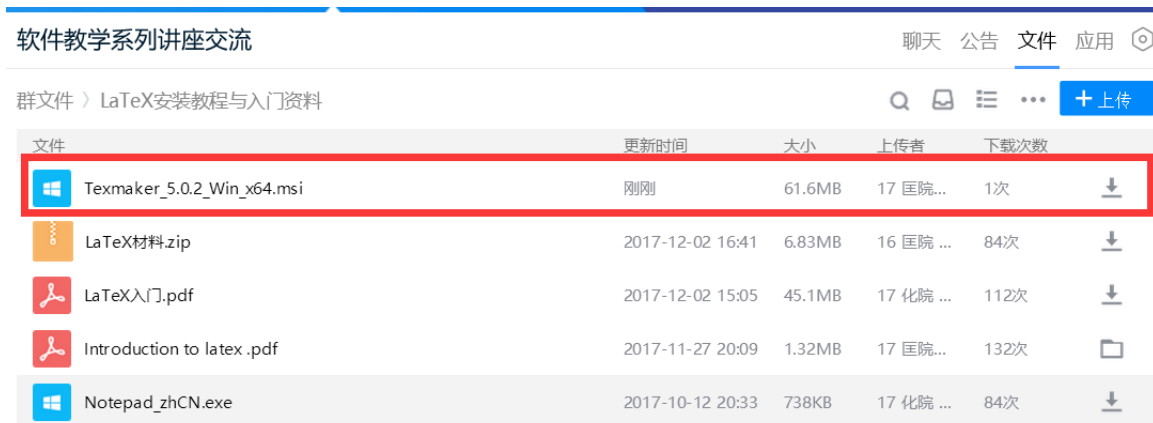 软件教学系列讲座交流 聊天 公告 文件 应用
群文件 〉LaTeX安装教程与入门资料 ＋上传
文件 更新时间 大小 上传者 下载次数
Texmaker_5.0.2_Win_x64.msi 刚刚 61.6MB 17 匡院... 1次
LaTeX材料.zip 2017-12-02 16:41 6.83MB 16 匡院 ... 84次
LaTeX入门.pdf 2017-12-02 15:05 45.1MB 17 化院 ... 112次
Introduction to latex .pdf 2017-11-27 20:09 1.32MB 17 匡院... 132次
Notepad_zhCN.exe 2017-10-12 20:33 738KB 17 化院 ... 84次